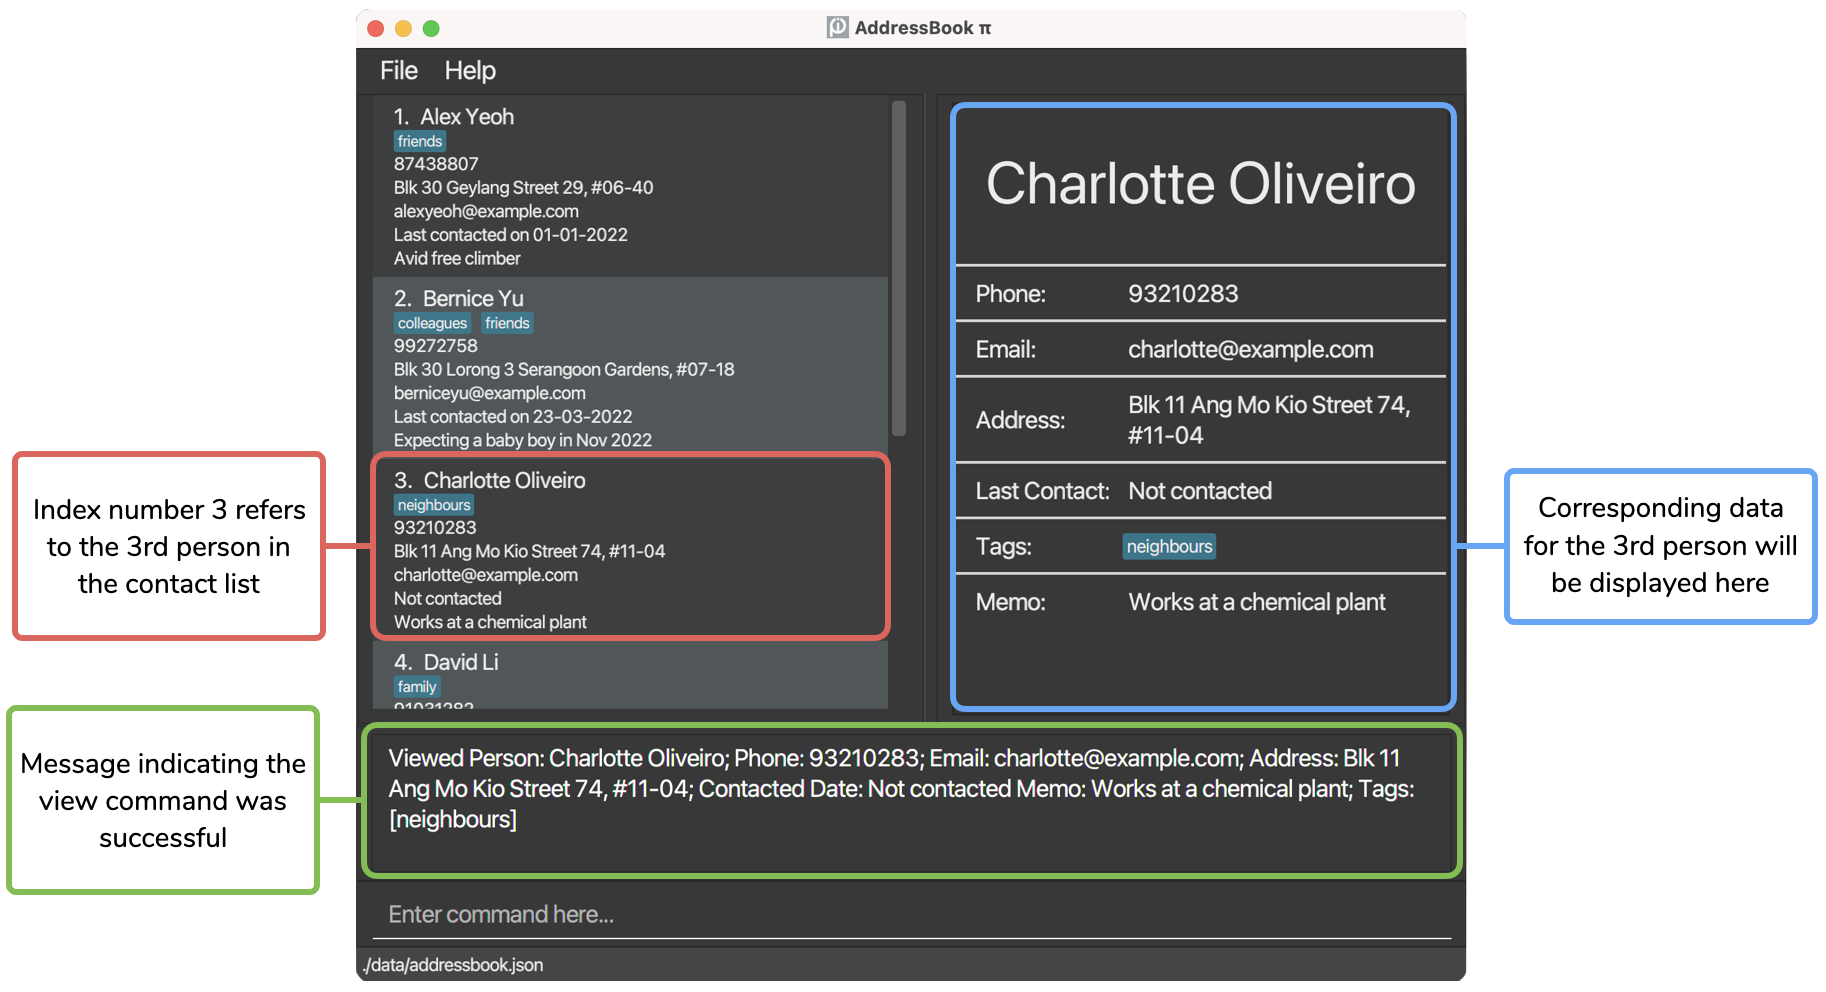 AddressBook π
File Help
1. Alex Yeoh
friends
87438807
Blk 30 Geylang Street 29, #06-40
alexyeoh@example.com
Last contacted on 01-01-2022
Avid free climber
2. Bernice Yu
colleagues friends
99272758
Blk 30 Lorong 3 Serangoon Gardens, #07-18
berniceyu@example.com
Last contacted on 23-03-2022
Expecting a baby boy in Nov 2022
3. Charlotte Oliveiro
neighbours
93210283
Blk 11 Ang Mo Kio Street 74, #11-04
charlotte@example.com
Not contacted
Works at a chemical plant
4. David Li
family
91031282
Charlotte Oliveiro
Phone: 93210283
Email: charlotte@example.com
Address: Blk 11 Ang Mo Kio Street 74,
#11-04
Last Contact: Not contacted
Tags: neighbours
Memo: Works at a chemical plant
Viewed Person: Charlotte Oliveiro; Phone: 93210283; Email: charlotte@example.com; Address: Blk 11
Ang Mo Kio Street 74, #11-04; Contacted Date: Not contacted Memo: Works at a chemical plant; Tags:
[neighbours]
Enter command here...
./data/addressbook.json
Index number 3 refers
to the 3rd person in
the contact list
Message indicating the
view command was
successful
Corresponding data
for the 3rd person will
be displayed here